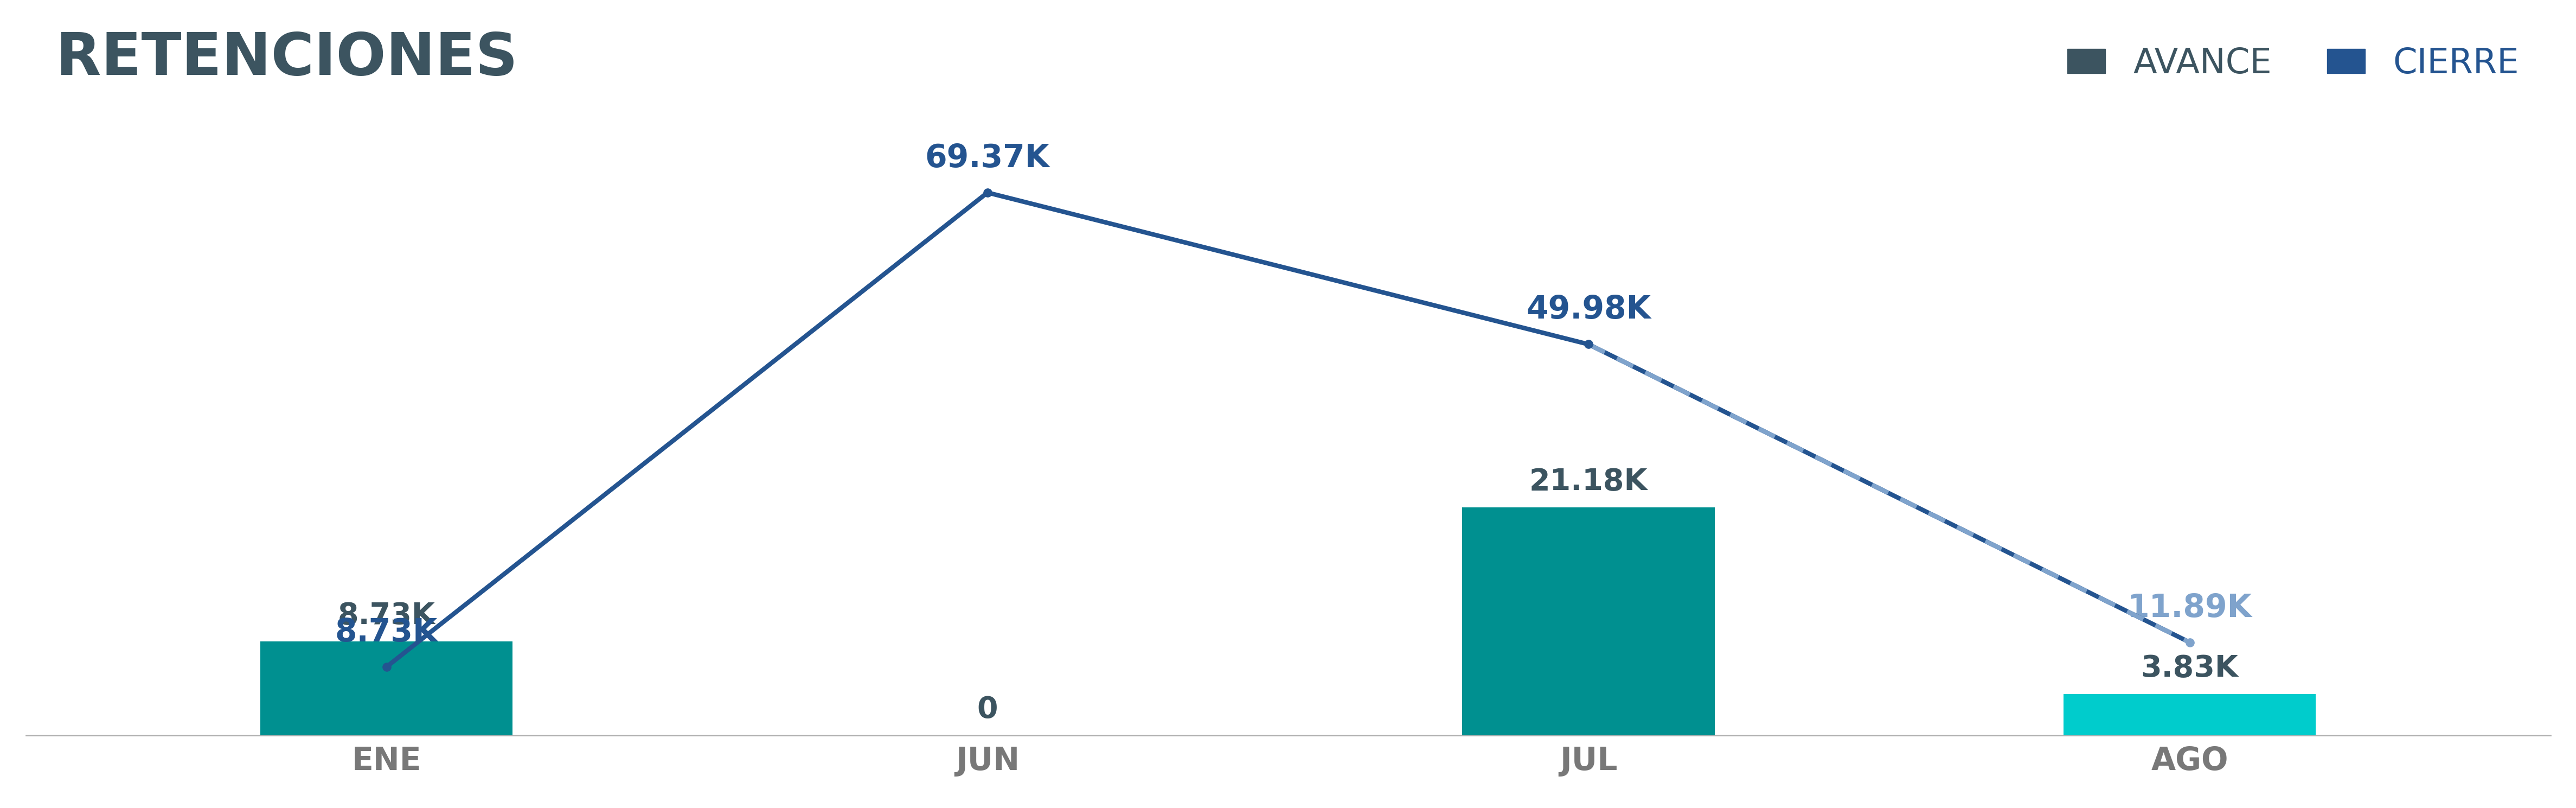 RETENCIONES
AVANCE CIERRE
69.37K
49.98K
21.18K
8.73K
8.73K
11.89K
3.83K
0
ENE JUN JUL AGO